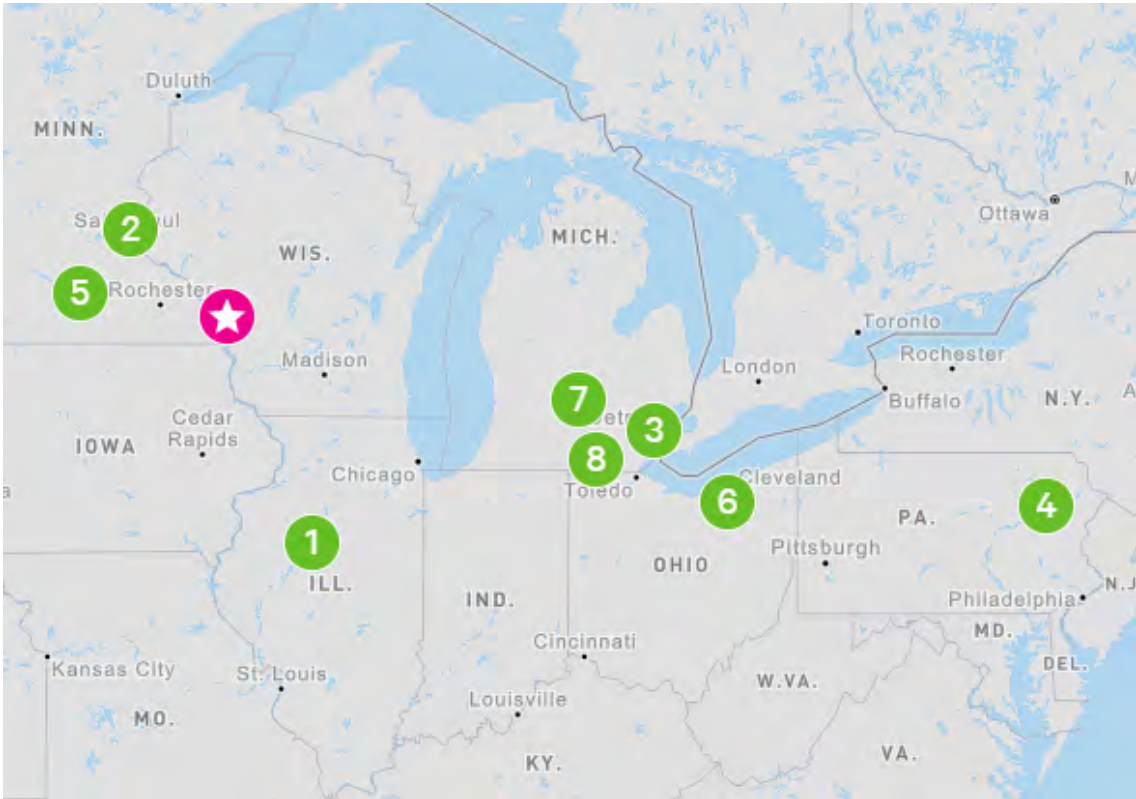 Duluth
MINN.
Ottawa
2
WIS.
MICH.
5
Rochester
Toronto
Madison
London
Rochester
Buffalo
N.Y.
7
3
Cedar
Rapids
IOWA
8
Chicago
Toledo
Cleveland
6
4
PA.
1
ILL.
OHIO
Pittsburgh
IND.
Philadelphia
N.J
MD.
Cincinnati
DEL.
Kansas City
St. Louis
W.VA.
Louisville
MO.
VA.
KY.